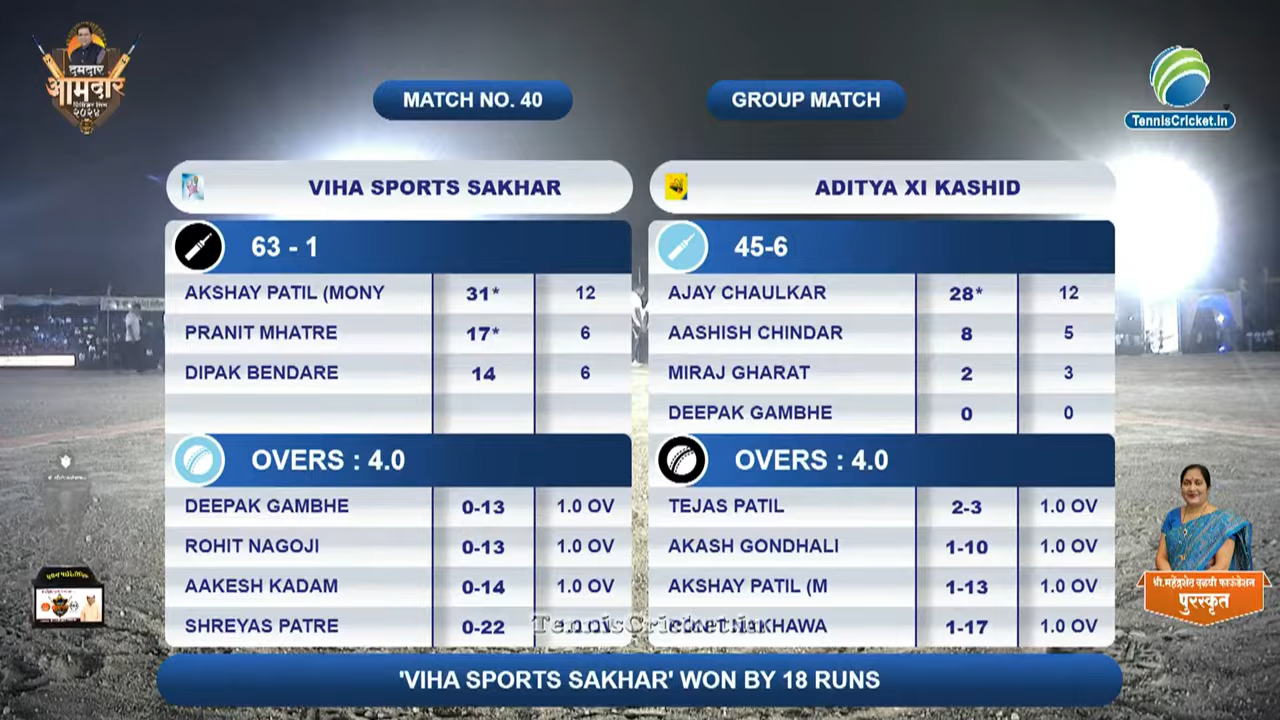 दमदार
आमदार
२०२४
MATCH NO. 40
GROUP MATCH
TennisCricket.in
VIHA SPORTS SAKHAR
63 - 1
AKSHAY PATIL (MONY 31* 12
PRANIT MHATRE 17* 6
DIPAK BENDARE 14 6
OVERS : 4.0
DEEPAK GAMBHE 0-13 1.0 OV
ROHIT NAGOJI 0-13 1.0 OV
AAKESH KADAM 0-14 1.0 OV
SHREYAS PATRE 0-22
ADITYA XI KASHID
45-6
AJAY CHAULKAR 28* 12
AASHISH CHINDAR 8 5
MIRAJ GHARAT 2 3
DEEPAK GAMBHE 0 0
OVERS : 4.0
TEJAS PATIL 2-3 1.0 OV
AKASH GONDHALI 1-10 1.0 OV
AKSHAY PATIL (M 1-13 1.0 OV
1-17 1.0 OV
TennisCricket.in
'VIHA SPORTS SAKHAR' WON BY 18 RUNS
पुरस्कृत